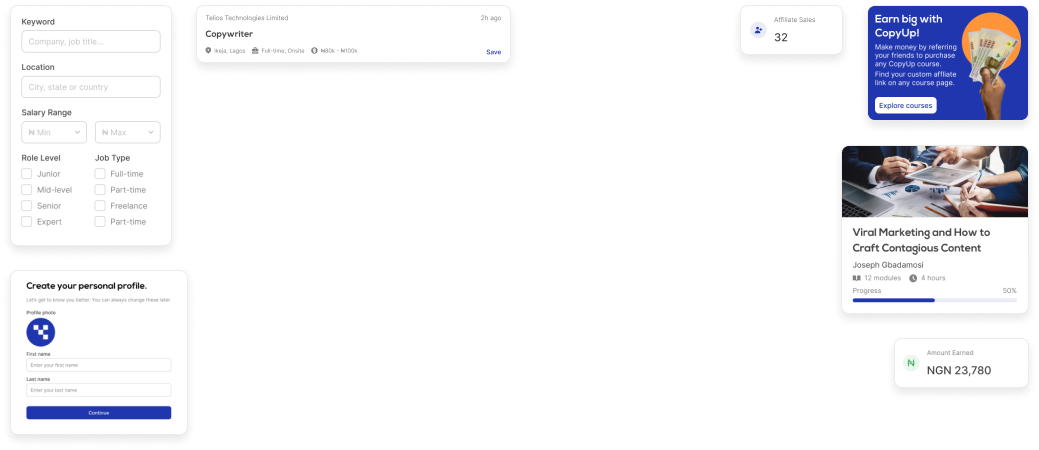 Keyword
Company, job title...
Location
City, state or country
Salary Range
₦ Min
₦ Max
Role Level
Job Type
Junior
Full-time
Mid-level
Part-time
Senior
Freelance
Expert
Part-time
Telios Technologies Limited
2h ago
Copywriter
Ikeja, Lagos
Full-time, Onsite
₦80k - ₦100k
Save
Affiliate Sales
32
Earn big with
CopyUp!
Make money by referring
your friends to purchase
any CopyUp course.
Find your custom affliate
link on any course page.
Explore courses
Viral Marketing and How to
Craft Contagious Content
Joseph Gbadamosi
12 modules
4 hours
Progress
50%
Amount Earned
NGN 23,780
Create your personal profile.
Let's get to know you better. You can always change these later.
Profile photo
First name
Enter your first name
Last name
Enter your last name
Continue